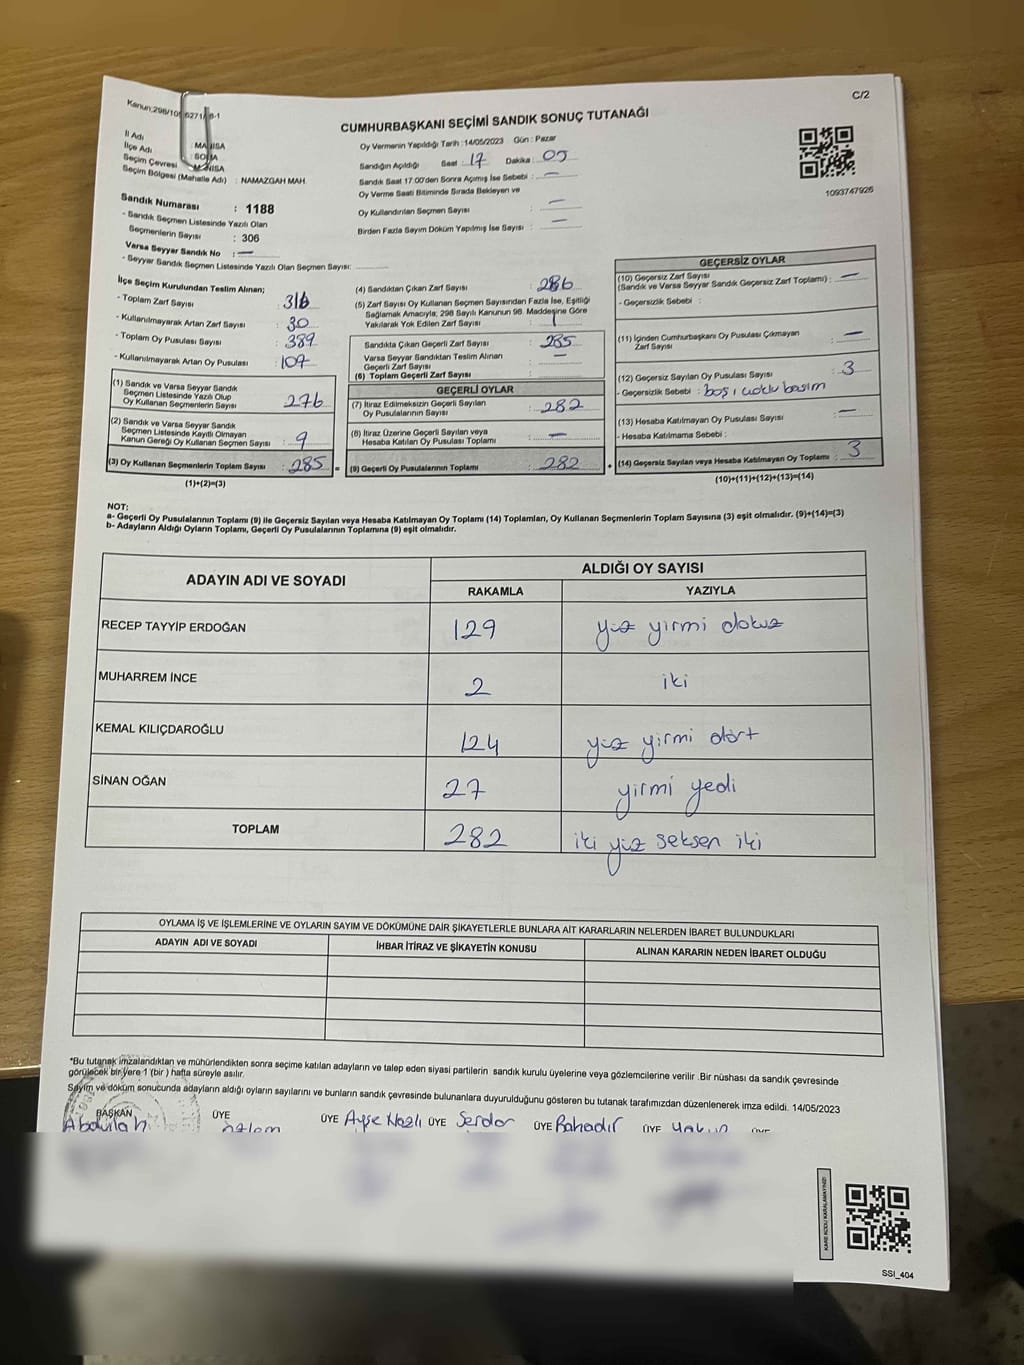 C/2
Kanun:298/105 6271/ 8-1
CUMHURBAŞKANI SEÇİMİ SANDIK SONUÇ TUTANAĞI
İl Adı : MANİSA
İlçe Adı : SOMA
Seçim Çevresi : MANİSA
Seçim Bölgesi (Mahalle Adı) : NAMAZGAH MAH.
Sandık Numarası : 1188
- Sandık Seçmen Listesinde Yazılı Olan
Seçmenlerin Sayısı : 306
Varsa Seyyar Sandık No : —
- Seyyar Sandık Seçmen Listesinde Yazılı Olan Seçmen Sayısı:
Oy Vermenin Yapıldığı Tarih :14/05/2023 Gün : Pazar
Sandığın Açıldığı Saat : 17 Dakika : 05
Sandık Saat 17.00'den Sonra Açımış İse Sebebi : —
Oy Verme Saati Bitiminde Sırada Bekleyen ve
Oy Kullandırılan Seçmen Sayısı : —
Birden Fazla Sayım Döküm Yapılmış İse Sayısı : —
1093747926
İlçe Seçim Kurulundan Teslim Alınan;
- Toplam Zarf Sayısı : 316
- Kullanılmayarak Artan Zarf Sayısı : 30
- Toplam Oy Pusulası Sayısı : 389
- Kullanılmayarak Artan Oy Pusulası : 104
(1) Sandık ve Varsa Seyyar Sandık
Seçmen Listesinde Yazılı Olup
Oy Kullanan Seçmenlerin Sayısı : 276
(2) Sandık ve Varsa Seyyar Sandık
Seçmen Listesinde Kayıtlı Olmayan
Kanun Gereği Oy Kullanan Seçmen Sayısı : 9
(3) Oy Kullanan Seçmenlerin Toplam Sayısı : 285 =
(1)+(2)=(3)
(4) Sandıktan Çıkan Zarf Sayısı : 286
(5) Zarf Sayısı Oy Kullanan Seçmen Sayısından Fazla İse, Eşitliği
Sağlamak Amacıyla, 298 Sayılı Kanunun 98. Maddesine Göre
Yakılarak Yok Edilen Zarf Sayısı : 1
Sandıkta Çıkan Geçerli Zarf Sayısı : 285
Varsa Seyyar Sandıktan Teslim Alınan
Geçerli Zarf Sayısı : —
(6) Toplam Geçerli Zarf Sayısı :
GEÇERLİ OYLAR
(7) İtiraz Edilmeksizin Geçerli Sayılan
Oy Pusulalarının Sayısı : 282
(8) İtiraz Üzerine Geçerli Sayılan veya
Hesaba Katılan Oy Pusulası Toplamı : —
(9) Geçerli Oy Pusulalarının Toplamı : 282 +
GEÇERSİZ OYLAR
(10) Geçersiz Zarf Sayısı
(Sandık ve Varsa Seyyar Sandık Geçersiz Zarf Toplamı) : —
- Geçersizlik Sebebi :
(11) İçinden Cumhurbaşkanı Oy Pusulası Çıkmayan
Zarf Sayısı : —
(12) Geçersiz Sayılan Oy Pusulası Sayısı : 3
- Geçersizlik Sebebi : boş, çoklu basım
(13) Hesaba Katılmayan Oy Pusulası Sayısı : —
- Hesaba Katılmama Sebebi :
(14) Geçersiz Sayılan veya Hesaba Katılmayan Oy Toplamı : 3
(10)+(11)+(12)+(13)=(14)
NOT:
a- Geçerli Oy Pusulalarının Toplamı (9) ile Geçersiz Sayılan veya Hesaba Katılmayan Oy Toplamı (14) Toplamları, Oy Kullanan Seçmenlerin Toplam Sayısına (3) eşit olmalıdır. (9)+(14)=(3)
b- Adayların Aldığı Oyların Toplamı, Geçerli Oy Pusulalarının Toplamına (9) eşit olmalıdır.
ADAYIN ADI VE SOYADI ALDIĞI OY SAYISI
RAKAMLA YAZIYLA
RECEP TAYYİP ERDOĞAN 129 yüz yirmi dokuz
MUHARREM İNCE 2 iki
KEMAL KILIÇDAROĞLU 124 yüz yirmi dört
SİNAN OĞAN 27 yirmi yedi
TOPLAM 282 iki yüz seksen iki
OYLAMA İŞ VE İŞLEMLERİNE VE OYLARIN SAYIM VE DÖKÜMÜNE DAİR ŞİKAYETLERLE BUNLARA AİT KARARLARIN NELERDEN İBARET BULUNDUKLARI
ADAYIN ADI VE SOYADI İHBAR İTİRAZ VE ŞİKAYETİN KONUSU ALINAN KARARIN NEDEN İBARET OLDUĞU
*Bu tutanak imzalandıktan ve mühürlendikten sonra seçime katılan adayların ve talep eden siyasi partilerin sandık kurulu üyelerine veya gözlemcilerine verilir .Bir nüshası da sandık çevresinde
görülecek bir yere 1 (bir ) hafta süreyle asılır.
Sayım ve döküm sonucunda adayların aldığı oyların sayılarını ve bunların sandık çevresinde bulunanlara duyurulduğunu gösteren bu tutanak tarafımızdan düzenlenerek imza edildi. 14/05/2023
BAŞKAN ÜYE ÜYE Ayşe Nazlı ÜYE Serdar ÜYE Bahadır ÜYE ÜYE
Abdullah Özlem
KARE KODU KARALAMAYINIZ!
SSI_404